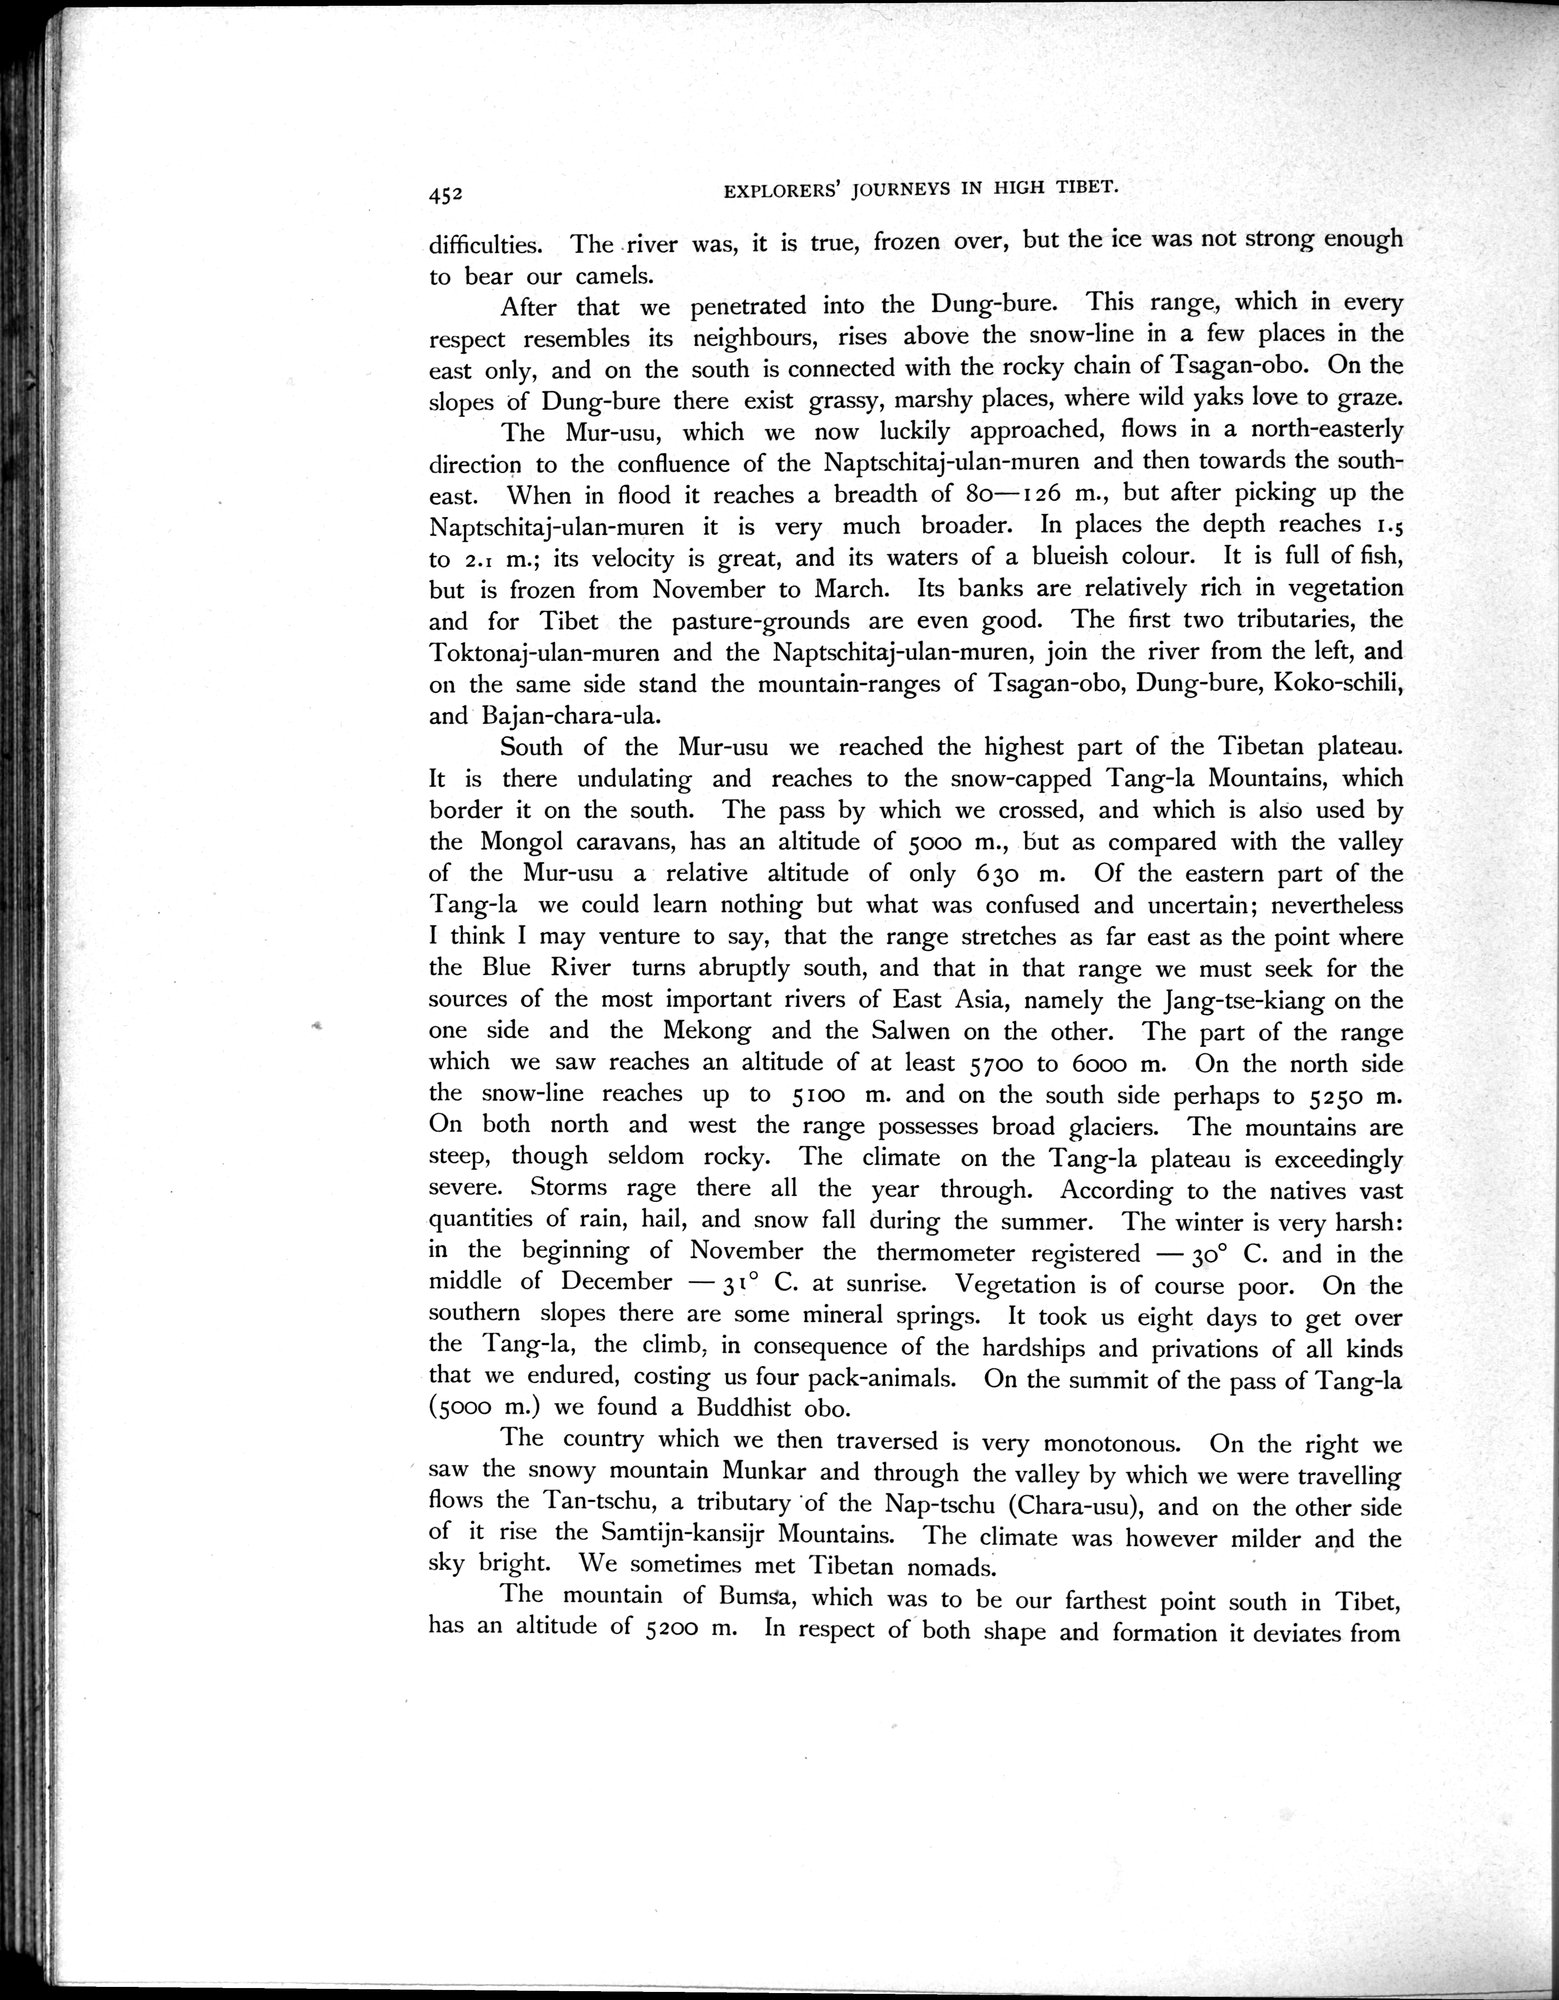 452
EXPLORERS' JOURNEYS IN HIGH TIBET.
difficulties. The river was, it is true, frozen over, but the ice was not strong enough
to bear our camels.
After that we penetrated into the Dung-bure. This range, which in every
respect resembles its neighbours, rises above the snow-line in a few places in the
east only, and on the south is connected with the rocky chain of Tsagan-obo. On the
slopes of Dung-bure there exist grassy, marshy places, where wild yaks love to graze.
The Mur-usu, which we now luckily approached, flows in a north-easterly
direction to the confluence of the Naptschitaj-ulan-muren and then towards the south-
east. When in flood it reaches a breadth of 80—126 m., but after picking up the
Naptschitaj-ulan-muren it is very much broader. In places the depth reaches 1.5
to 2.1 m.; its velocity is great, and its waters of a blueish colour. It is full of fish,
but is frozen from November to March. Its banks are relatively rich in vegetation
and for Tibet the pasture-grounds are even good. The first two tributaries, the
Toktonaj-ulan-muren and the Naptschitaj-ulan-muren, join the river from the left, and
on the same side stand the mountain-ranges of Tsagan-obo, Dung-bure, Koko-schili,
and Bajan-chara-ula.
South of the Mur-usu we reached the highest part of the Tibetan plateau.
It is there undulating and reaches to the snow-capped Tang-la Mountains, which
border it on the south. The pass by which we crossed, and which is also used by
the Mongol caravans, has an altitude of 5000 m., but as compared with the valley
of the Mur-usu a relative altitude of only 630 m. Of the eastern part of the
Tang-la we could learn nothing but what was confused and uncertain; nevertheless
I think I may venture to say, that the range stretches as far east as the point where
the Blue River turns abruptly south, and that in that range we must seek for the
sources of the most important rivers of East Asia, namely the Jang-tse-kiang on the
one side and the Mekong and the Salwen on the other. The part of the range
which we saw reaches an altitude of at least 5700 to 6000 m. On the north side
the snow-line reaches up to 5100 m. and on the south side perhaps to 5250 m.
On both north and west the range possesses broad glaciers. The mountains are
steep, though seldom rocky. The climate on the Tang-la plateau is exceedingly
severe. Storms rage there all the year through. According to the natives vast
quantities of rain, hail, and snow fall during the summer. The winter is very harsh:
in the beginning of November the thermometer registered — 30° C. and in the
middle of December — 31° C. at sunrise. Vegetation is of course poor. On the
southern slopes there are some mineral springs. It took us eight days to get over
the Tang-la, the climb, in consequence of the hardships and privations of all kinds
that we endured, costing us four pack-animals. On the summit of the pass of Tang-la
(5000 m.) we found a Buddhist obo.
The country which we then traversed is very monotonous. On the right we
saw the snowy mountain Munkar and through the valley by which we were travelling
flows the Tan-tschu, a tributary of the Nap-tschu (Chara-usu), and on the other side
of it rise the Samtijn-kansijr Mountains. The climate was however milder and the
sky bright. We sometimes met Tibetan nomads.
The mountain of Bumsa, which was to be our farthest point south in Tibet,
has an altitude of 5200 m. In respect of both shape and formation it deviates from